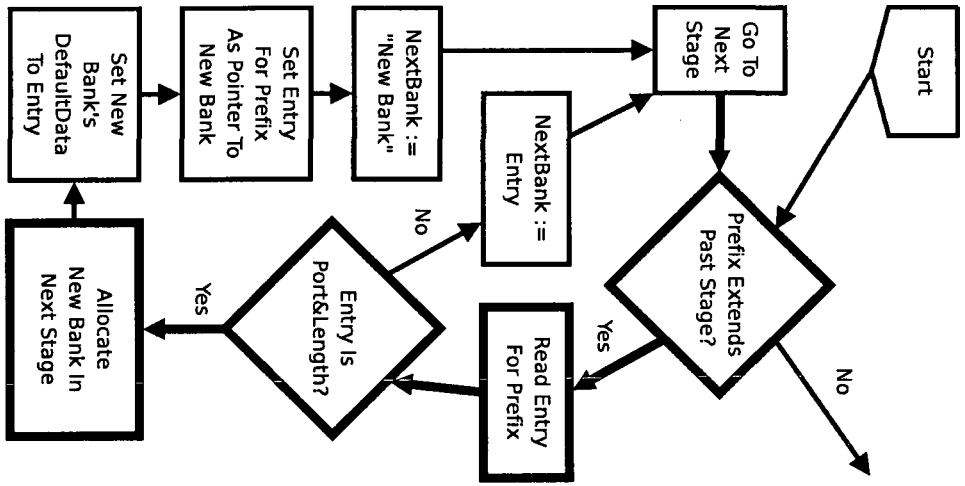 Start
Go To
Next
Stage
Prefix Extends
Past Stage?
No
Yes
Read Entry
For Prefix
NextBank :=
Entry
No
Entry Is
Port&Length?
Yes
Allocate
New Bank In
Next Stage
Set New
Bank's
DefaultData
To Entry
Set Entry
For Prefix
As Pointer To
New Bank
NextBank :=
"New Bank"